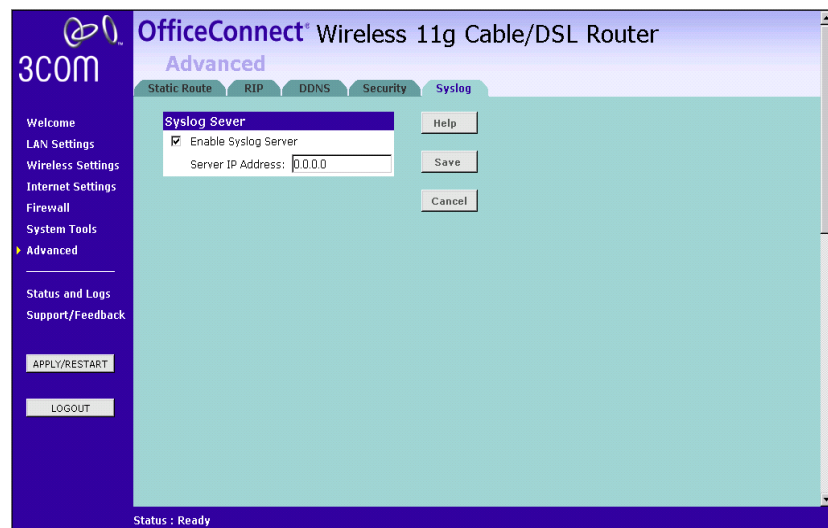 3COM
OfficeConnect® Wireless 11g Cable/DSL Router
Advanced
Static Route RIP DDNS Security Syslog
Welcome
LAN Settings
Wireless Settings
Internet Settings
Firewall
System Tools
Advanced
Status and Logs
Support/Feedback
APPLY/RESTART
LOGOUT
Syslog Sever
Enable Syslog Server
Server IP Address: 0.0.0.0
Help
Save
Cancel
Status : Ready